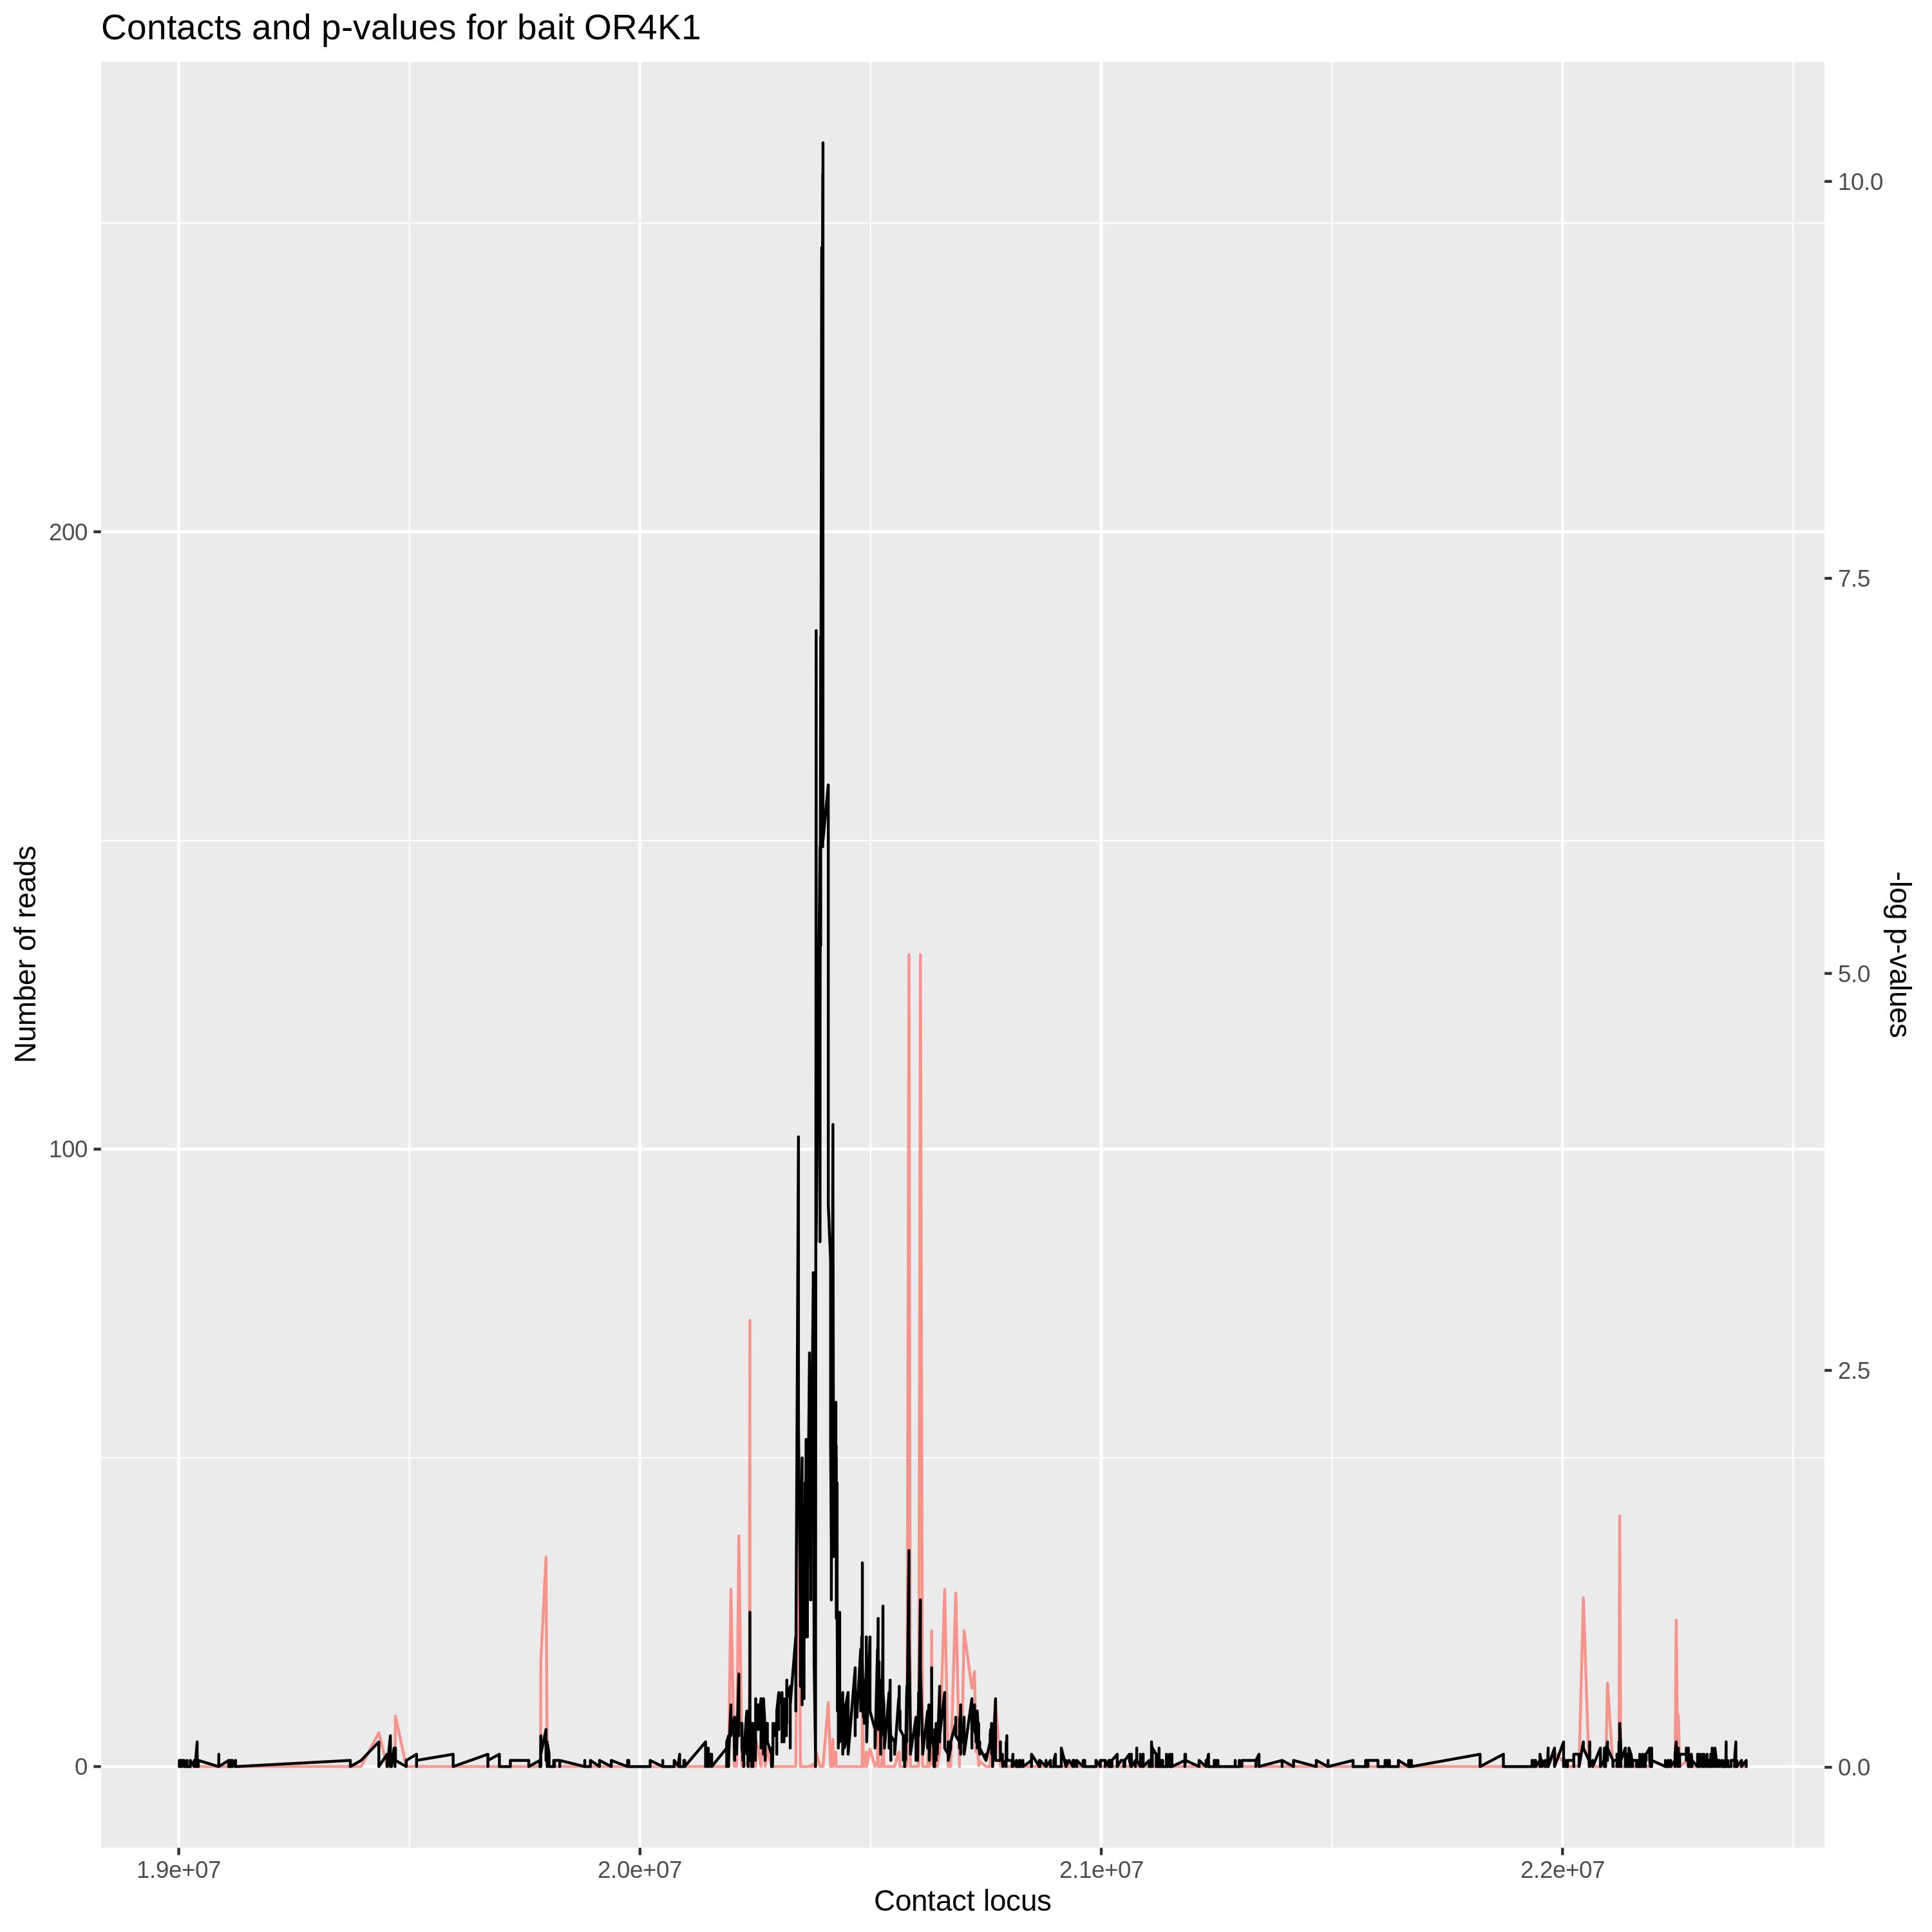 Contacts and p-values for bait OR4K1
Number of reads
200
100
0
10.0
7.5
5.0
2.5
0.0
-log p-values
1.9e+07 2.0e+07 2.1e+07 2.2e+07
Contact locus